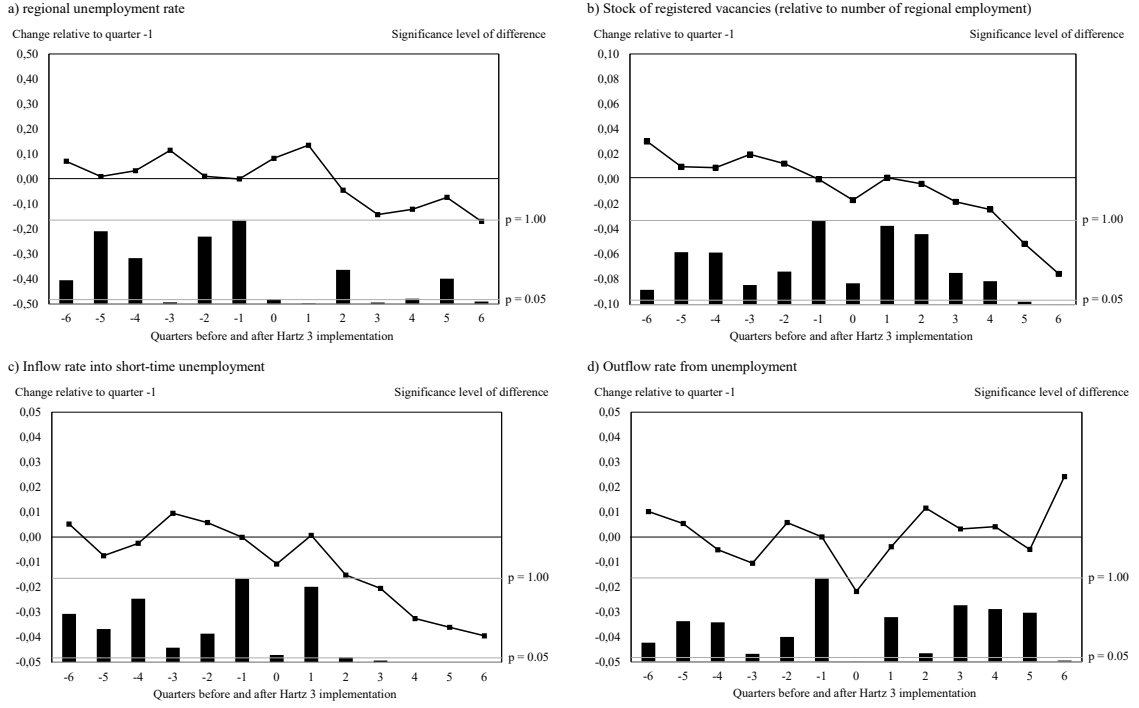 a) regional unemployment rate
Change relative to quarter -1 Significance level of difference
0,50
0,40
0,30
0,20
0,10
0,00
-0,10
-0,20
-0,30
-0,40
-0,50
p = 1.00
p = 0.05
-6 -5 -4 -3 -2 -1 0 1 2 3 4 5 6
Quarters before and after Hartz 3 implementation
b) Stock of registered vacancies (relative to number of regional employment)
Change relative to quarter -1 Significance level of difference
0,10
0,08
0,06
0,04
0,02
0,00
-0,02
-0,04
-0,06
-0,08
-0,10
p = 1.00
p = 0.05
-6 -5 -4 -3 -2 -1 0 1 2 3 4 5 6
Quarters before and after Hartz 3 implementation
c) Inflow rate into short-time unemployment
Change relative to quarter -1 Significance level of difference
0,05
0,04
0,03
0,02
0,01
0,00
-0,01
-0,02
-0,03
-0,04
-0,05
p = 1.00
p = 0.05
-6 -5 -4 -3 -2 -1 0 1 2 3 4 5 6
Quarters before and after Hartz 3 implementation
d) Outflow rate from unemployment
Change relative to quarter -1 Significance level of difference
0,05
0,04
0,03
0,02
0,01
0,00
-0,01
-0,02
-0,03
-0,04
-0,05
p = 1.00
p = 0.05
-6 -5 -4 -3 -2 -1 0 1 2 3 4 5 6
Quarters before and after Hartz 3 implementation